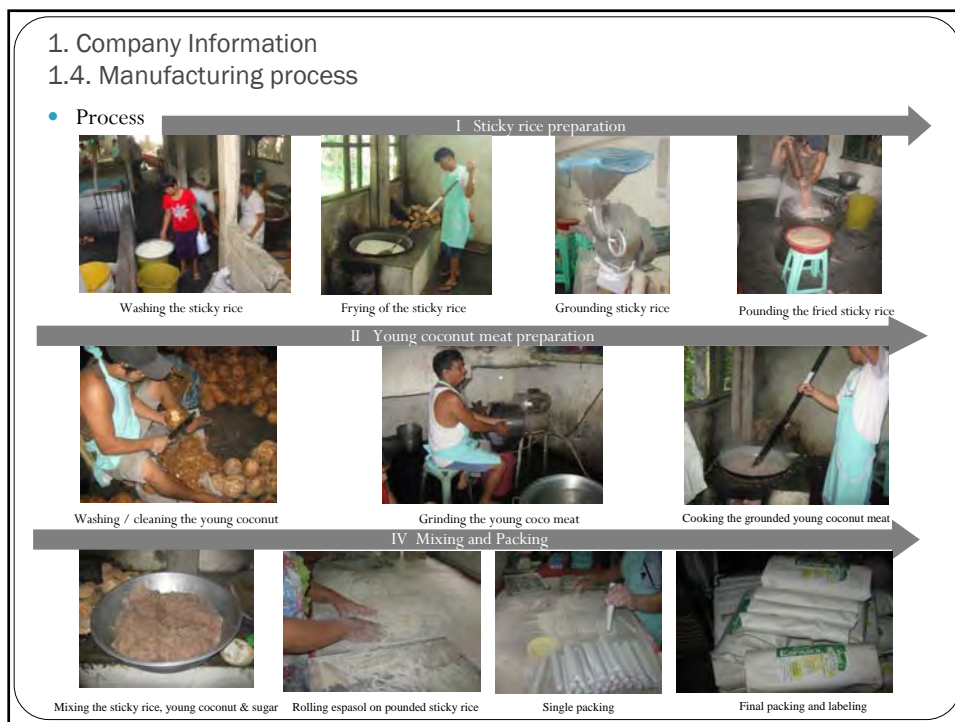 1. Company Information
1.4. Manufacturing process
• Process
I Sticky rice preparation
Washing the sticky rice
Frying of the sticky rice
Grounding sticky rice
Pounding the fried sticky rice
II Young coconut meat preparation
Washing / cleaning the young coconut
Grinding the young coco meat
Cooking the grounded young coconut meat
IV Mixing and Packing
Mixing the sticky rice, young coconut & sugar
Rolling espasol on pounded sticky rice
Single packing
Final packing and labeling